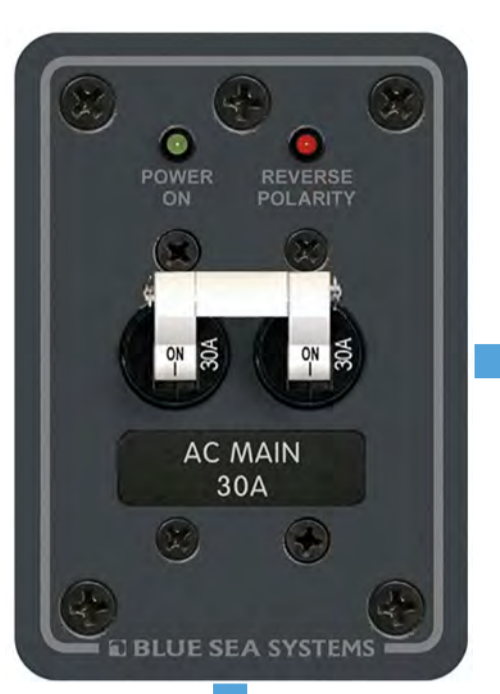 POWER
ON
REVERSE
POLARITY
ON
30A
ON
30A
AC MAIN
30A
BLUE SEA SYSTEMS